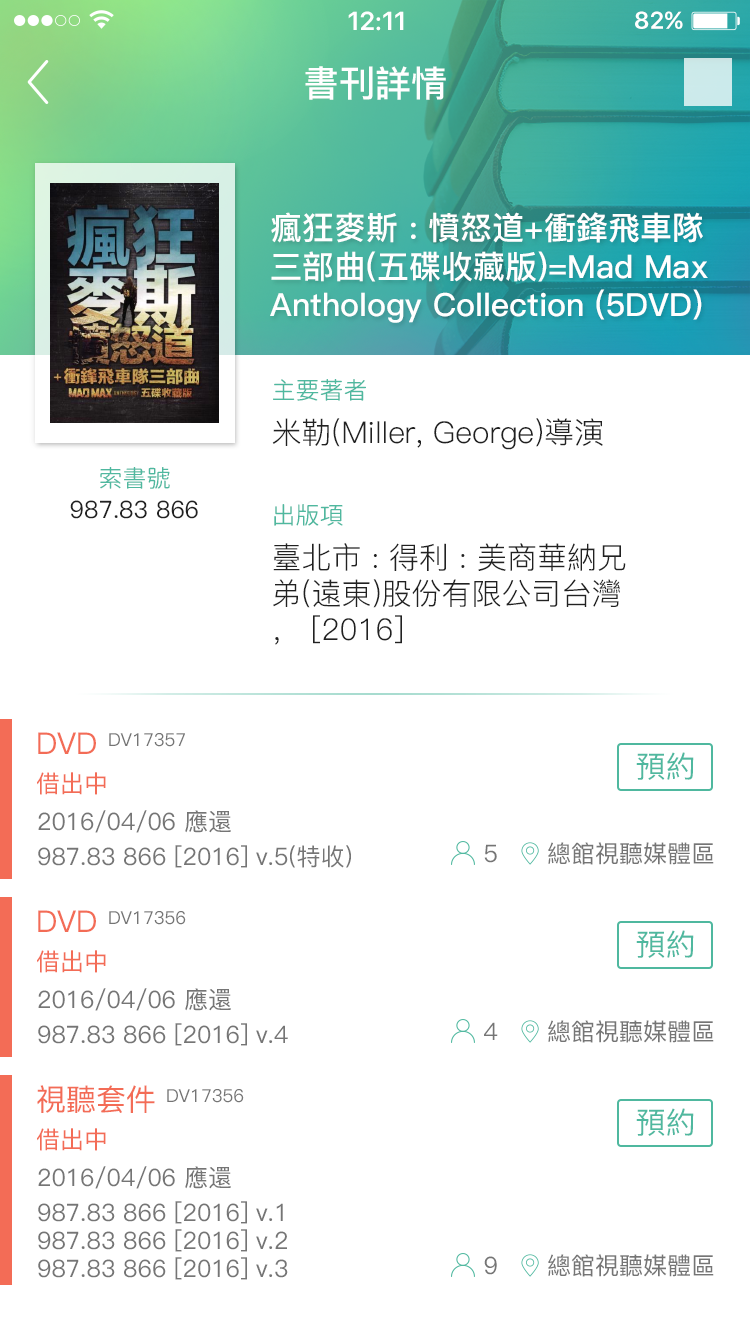 12:11
82%
書刊詳情
瘋狂
麥斯
憤怒道
+衝鋒飛車隊三部曲
MAD MAX ANTHOLOGY 五碟收藏版
瘋狂麥斯：憤怒道+衝鋒飛車隊
三部曲(五碟收藏版)=Mad Max
Anthology Collection (5DVD)
主要著者
米勒(Miller, George)導演
索書號
987.83 866
出版項
臺北市：得利：美商華納兄
弟(遠東)股份有限公司台灣
， [2016]
DVD DV17357
預約
借出中
2016/04/06 應還
987.83 866 [2016] v.5(特收)
5 總館視聽媒體區
DVD DV17356
預約
借出中
2016/04/06 應還
987.83 866 [2016] v.4
4 總館視聽媒體區
視聽套件 DV17356
預約
借出中
2016/04/06 應還
987.83 866 [2016] v.1
987.83 866 [2016] v.2
987.83 866 [2016] v.3
9 總館視聽媒體區